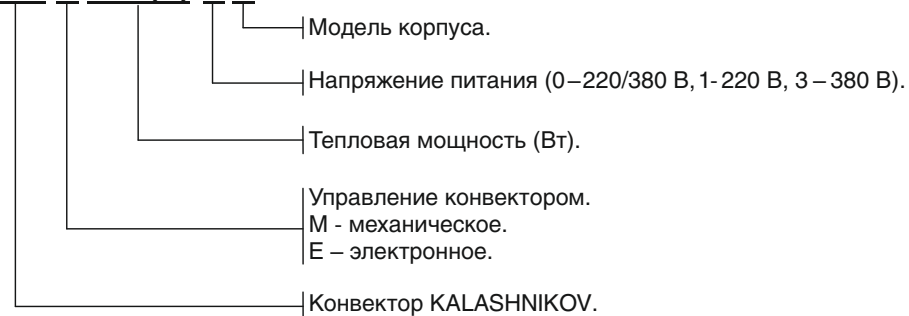 Модель корпуса.
Напряжение питания (0–220/380 В, 1- 220 В, 3 – 380 В).
Тепловая мощность (Вт).
Управление конвектором.
М - механическое.
Е – электронное.
Конвектор KALASHNIKOV.